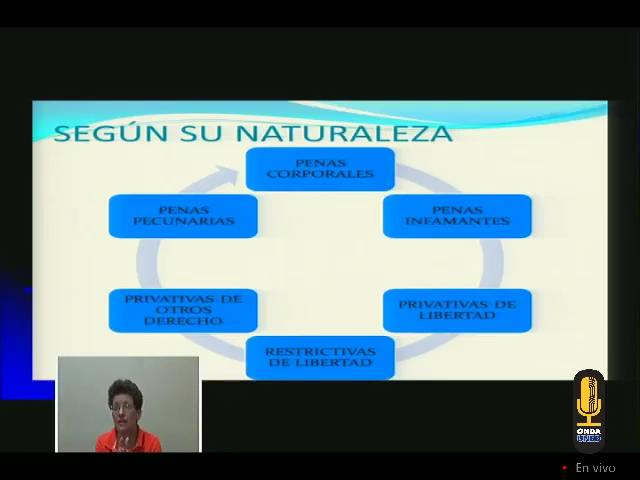 SEGÚN SU NATURALEZA
PENAS
CORPORALES
PENAS
INFAMANTES
PRIVATIVAS DE
LIBERTAD
RESTRICTIVAS
DE LIBERTAD
PRIVATIVAS DE
OTROS
DERECHO
PENAS
PECUNARIAS
ONDA
UNED
En vivo